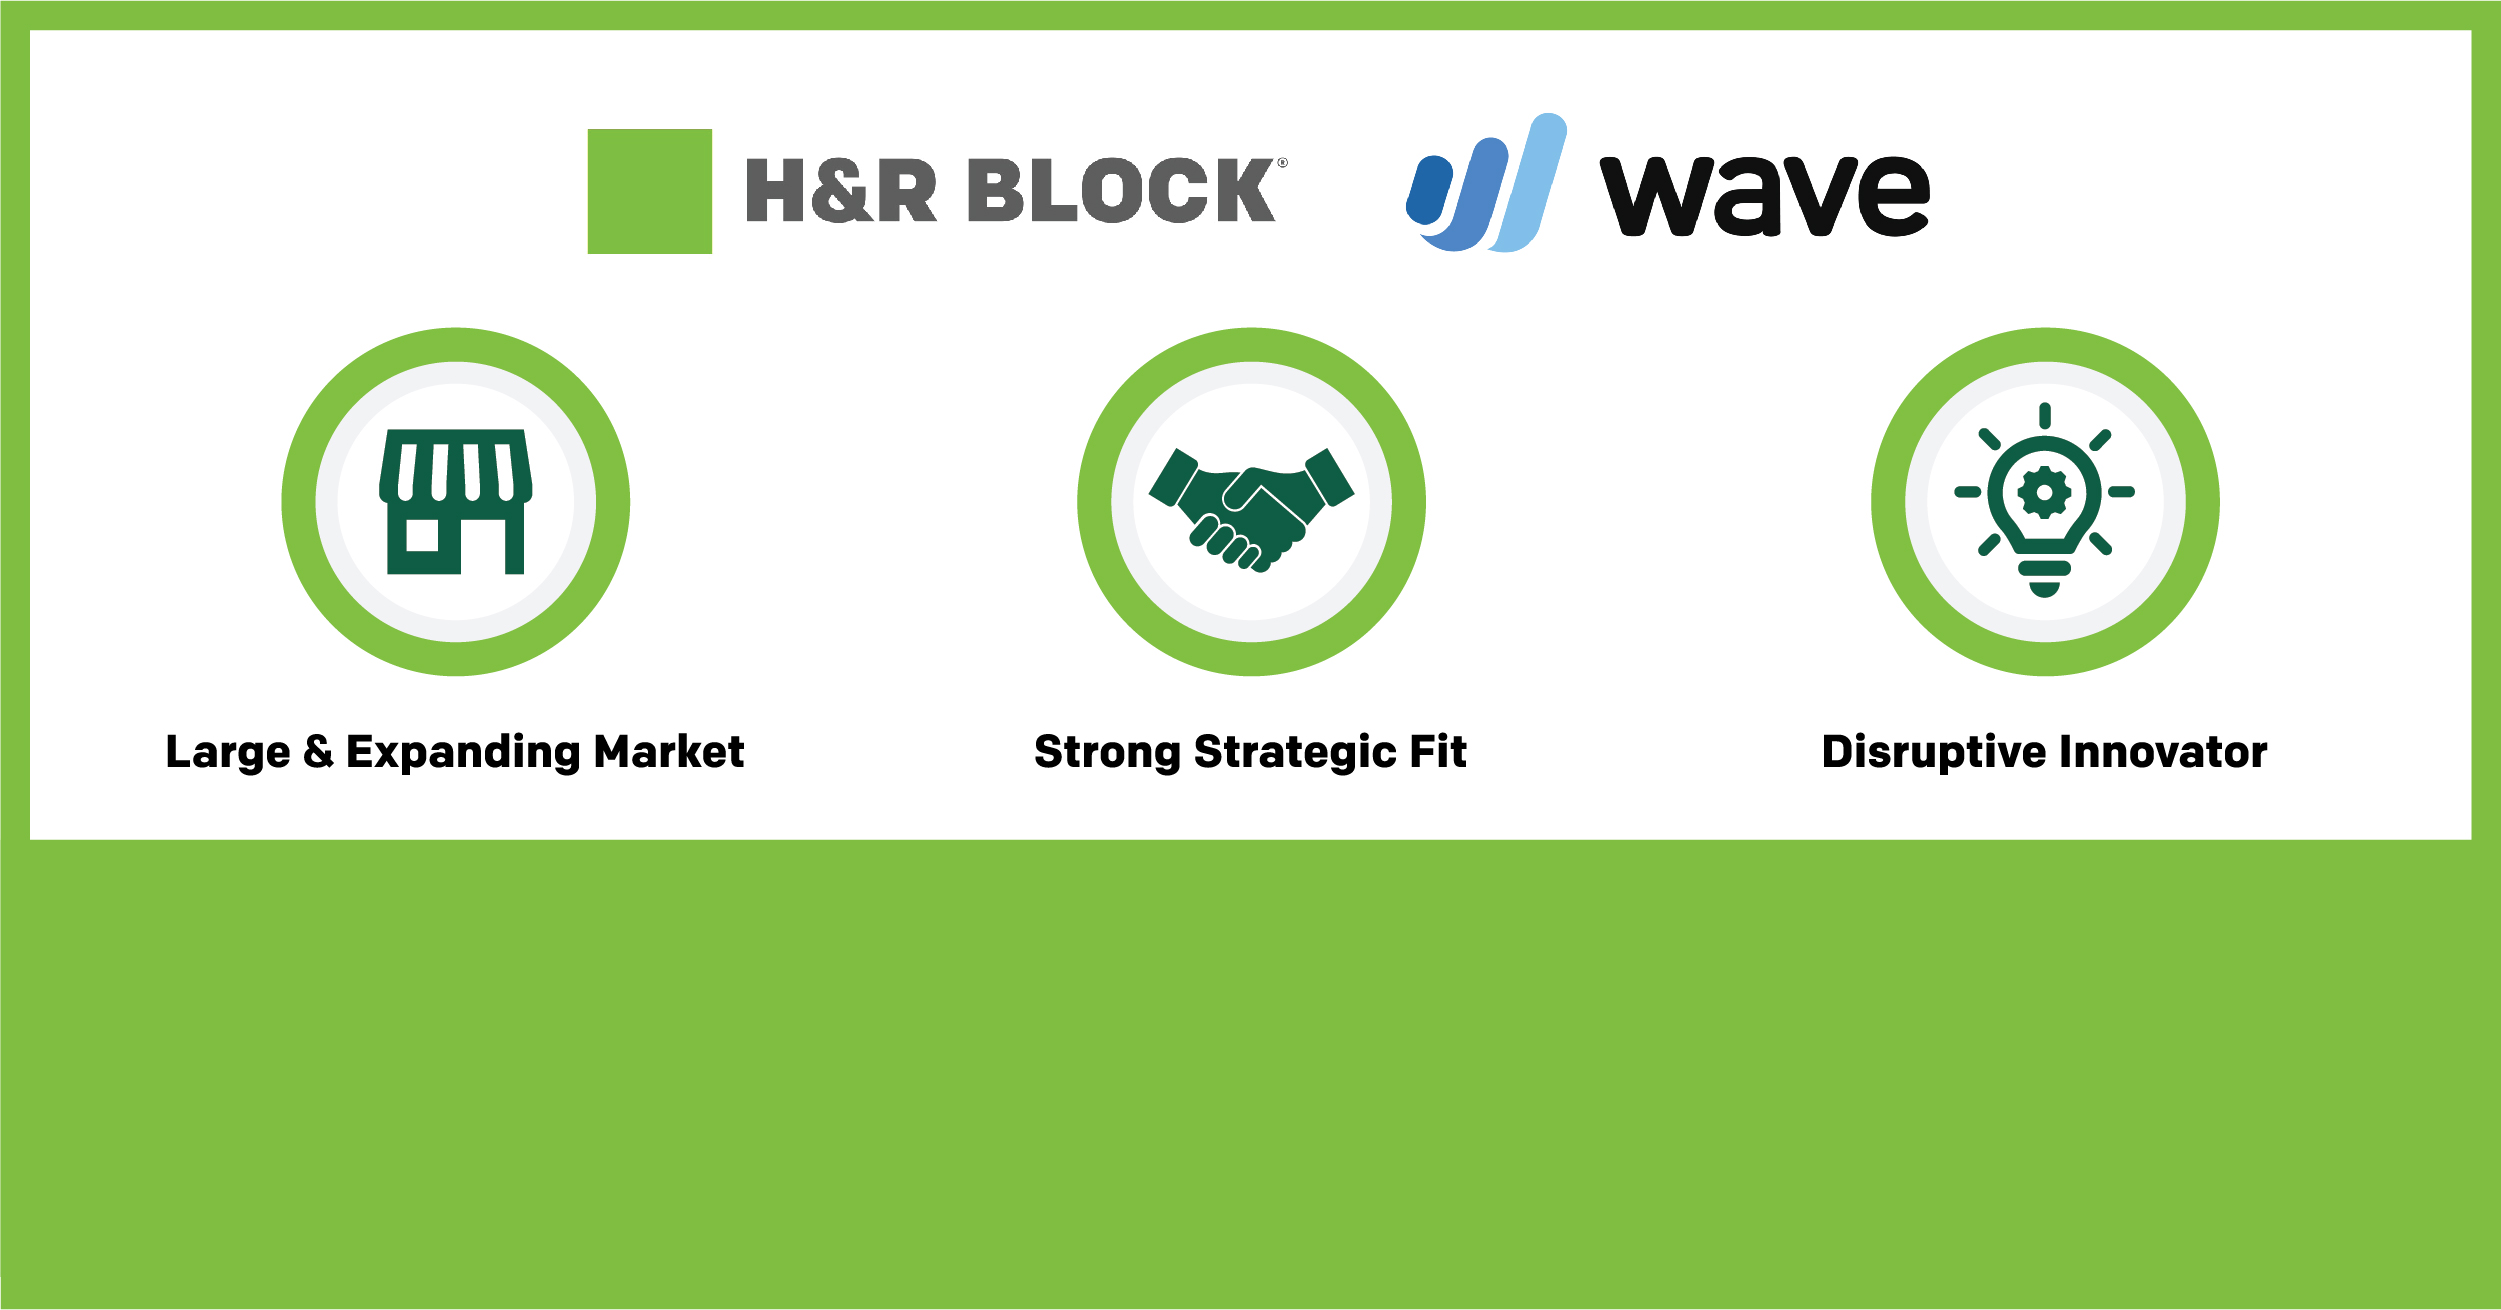 H&R BLOCK®
wave
Large & Expanding Market
Strong Strategic Fit
Disruptive Innovator